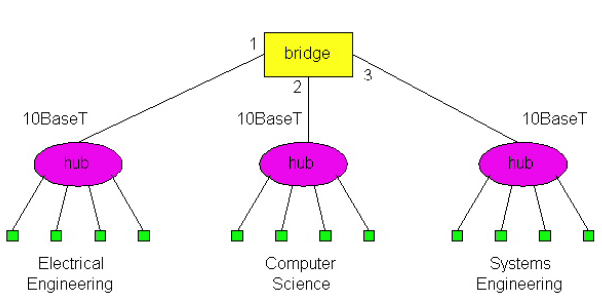 bridge
1
2
3
10BaseT
10BaseT
10BaseT
hub
hub
hub
Electrical
Engineering
Computer
Science
Systems
Engineering